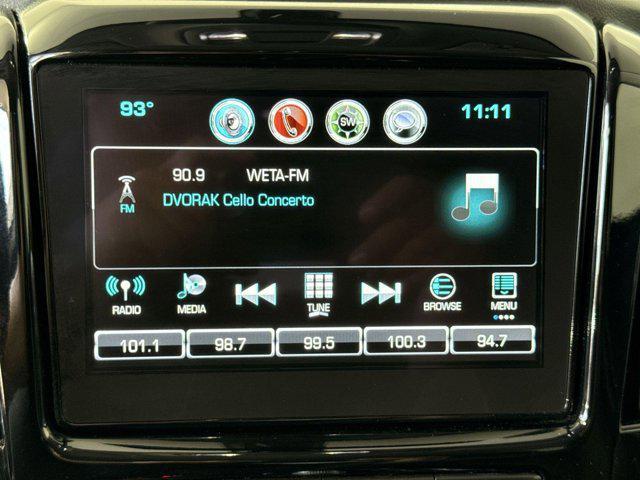 93° SW 11:11
90.9 WETA-FM
FM DVORAK Cello Concerto
RADIO MEDIA TUNE BROWSE MENU
101.1 98.7 99.5 100.3 94.7